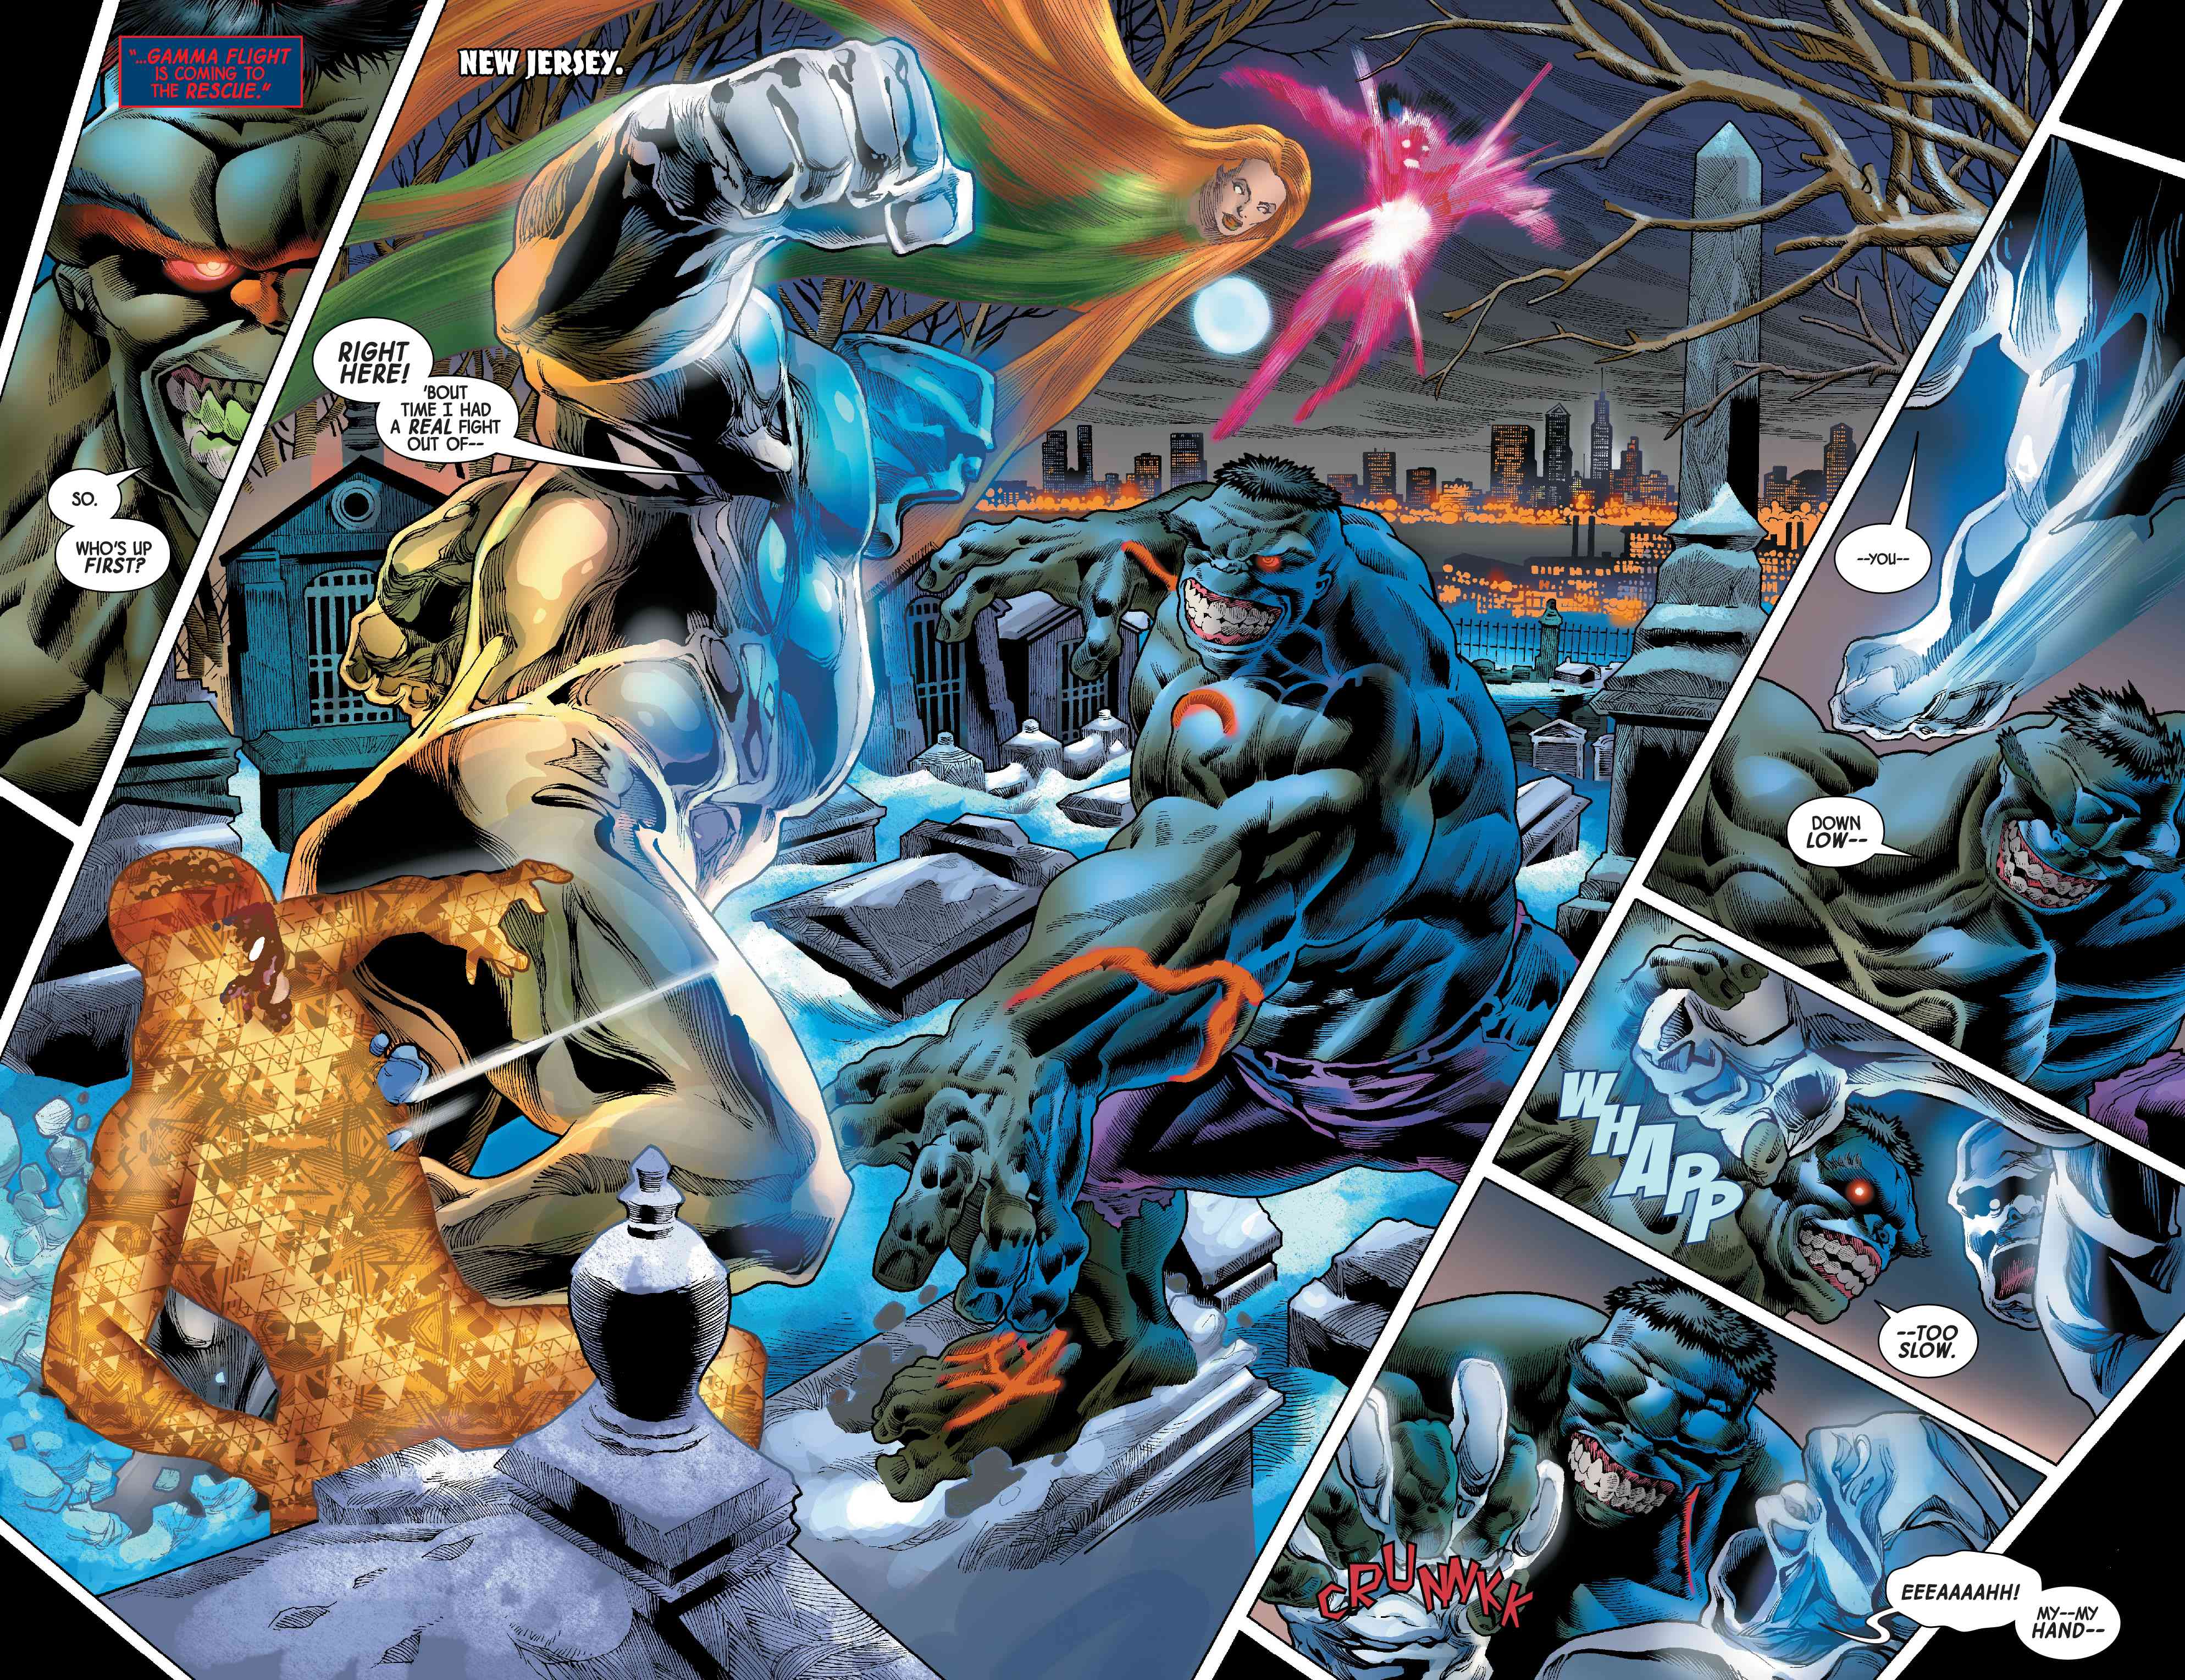 "...GAMMA FLIGHT
IS COMING TO
THE RESCUE."
SO.
WHO'S UP
FIRST?
NEW JERSEY.
RIGHT
HERE!
'BOUT
TIME I HAD
A REAL FIGHT
OUT OF--
--YOU--
DOWN
LOW--
WHAPP
--TOO
SLOW.
CRUNNKK
EEEAAAAHH!
MY--MY
HAND--